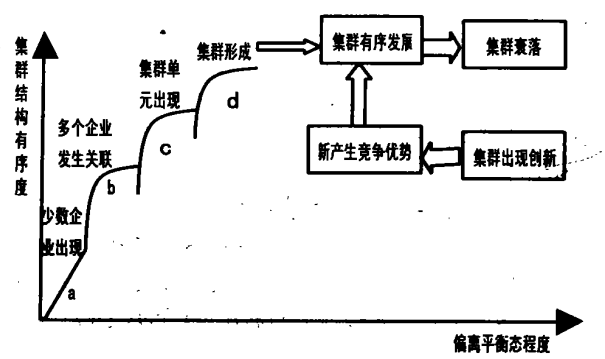 集群结构有序度
集群形成
集群有序发展
集群衰落
集群单
元出现
d
多个企业
发生关联
c
新产生竞争优势
集群出现创新
b
少数企
业出现
a
偏离平衡态程度